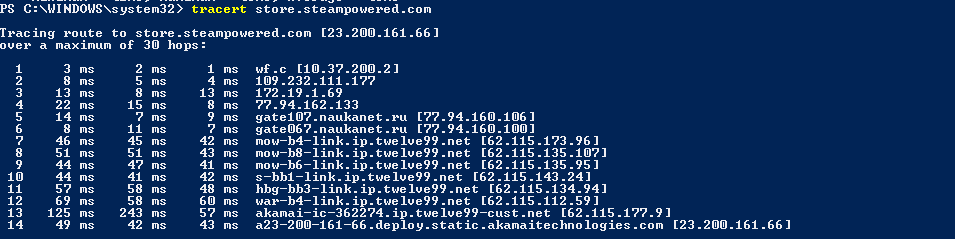 PS C:\WINDOWS\system32> tracert store.steampowered.com
Tracing route to store.steampowered.com [23.200.161.66]
over a maximum of 30 hops:
1 3 ms 2 ms 1 ms wf.c [10.37.200.2]
2 8 ms 5 ms 4 ms 109.232.111.177
3 13 ms 8 ms 13 ms 172.19.1.69
4 22 ms 15 ms 8 ms 77.94.162.133
5 14 ms 7 ms 9 ms gate107.naukanet.ru [77.94.160.106]
6 8 ms 11 ms 7 ms gate067.naukanet.ru [77.94.160.100]
7 46 ms 45 ms 42 ms mow-b4-link.ip.twelve99.net [62.115.173.96]
8 51 ms 51 ms 43 ms mow-b8-link.ip.twelve99.net [62.115.135.107]
9 44 ms 47 ms 41 ms mow-b6-link.ip.twelve99.net [62.115.135.95]
10 44 ms 41 ms 42 ms s-bb1-link.ip.twelve99.net [62.115.143.24]
11 57 ms 58 ms 48 ms hbg-bb3-link.ip.twelve99.net [62.115.134.94]
12 69 ms 58 ms 60 ms war-b4-link.ip.twelve99.net [62.115.112.59]
13 125 ms 243 ms 57 ms akamai-ic-362274.ip.twelve99-cust.net [62.115.177.9]
14 49 ms 42 ms 43 ms a23-200-161-66.deploy.static.akamaitechnologies.com [23.200.161.66]